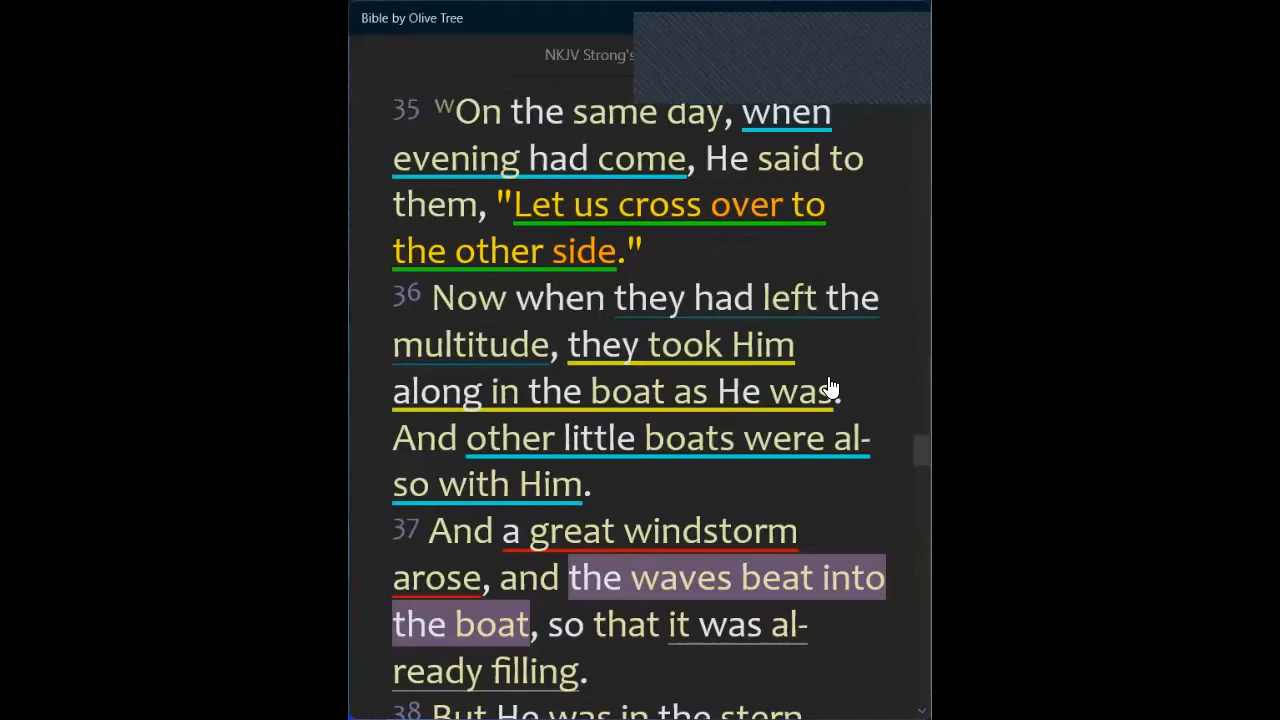 Bible by Olive Tree
NKJV Strong's
35 wOn the same day, when
evening had come, He said to
them, "Let us cross over to
the other side."
36 Now when they had left the
multitude, they took Him
along in the boat as He was.
And other little boats were al-
so with Him.
37 And a great windstorm
arose, and the waves beat into
the boat, so that it was al-
ready filling.
38 But He was in the stern